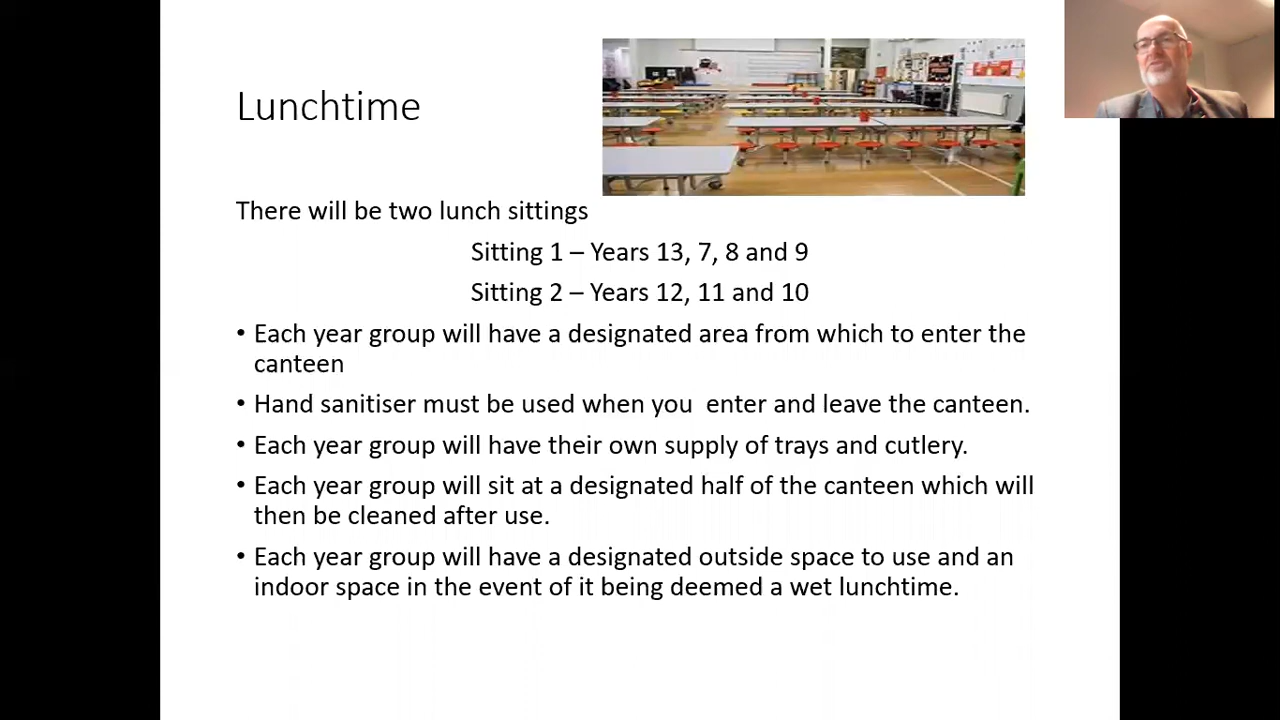 Lunchtime
There will be two lunch sittings
Sitting 1 – Years 13, 7, 8 and 9
Sitting 2 – Years 12, 11 and 10
• Each year group will have a designated area from which to enter the
canteen
• Hand sanitiser must be used when you  enter and leave the canteen.
• Each year group will have their own supply of trays and cutlery.
• Each year group will sit at a designated half of the canteen which will
then be cleaned after use.
• Each year group will have a designated outside space to use and an
indoor space in the event of it being deemed a wet lunchtime.